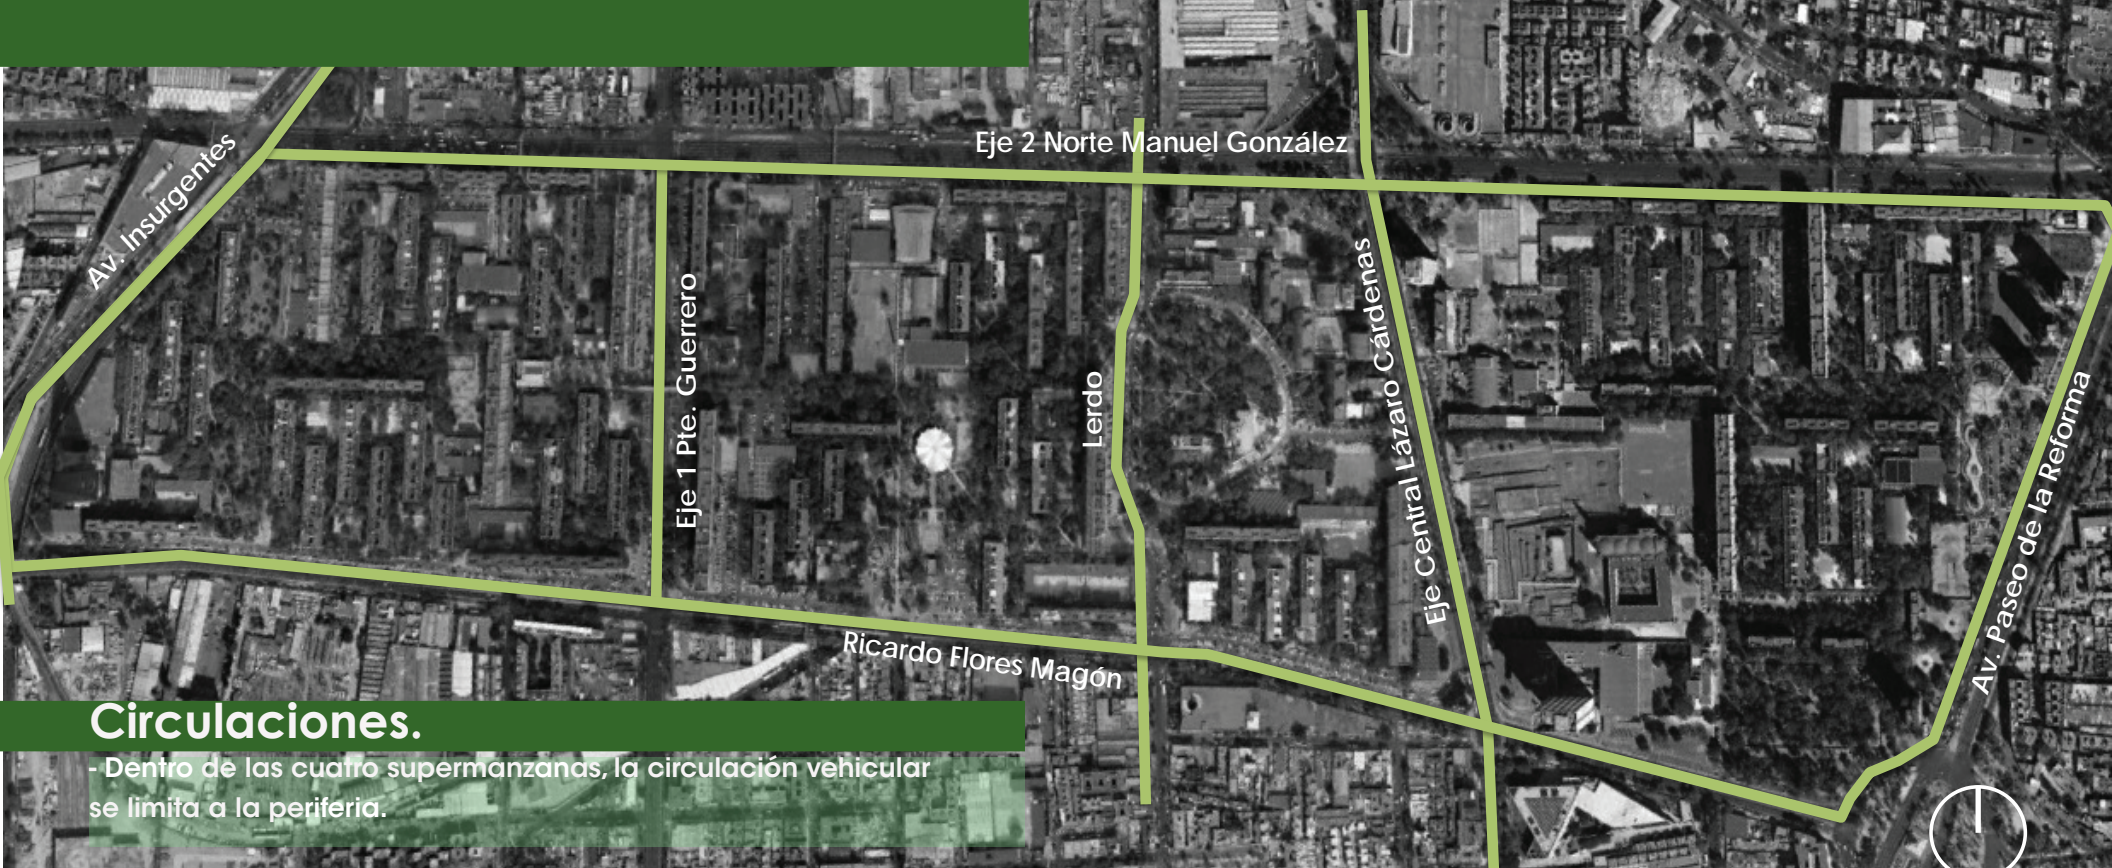 Eje 2 Norte Manuel González
Av. Insurgentes
Eje 1 Pte. Guerrero
Lerdo
Eje Central Lázaro Cárdenas
Av. Paseo de la Reforma
Ricardo Flores Magón
Circulaciones.
- Dentro de las cuatro supermanzanas, la circulación vehicular
se limita a la periferia.